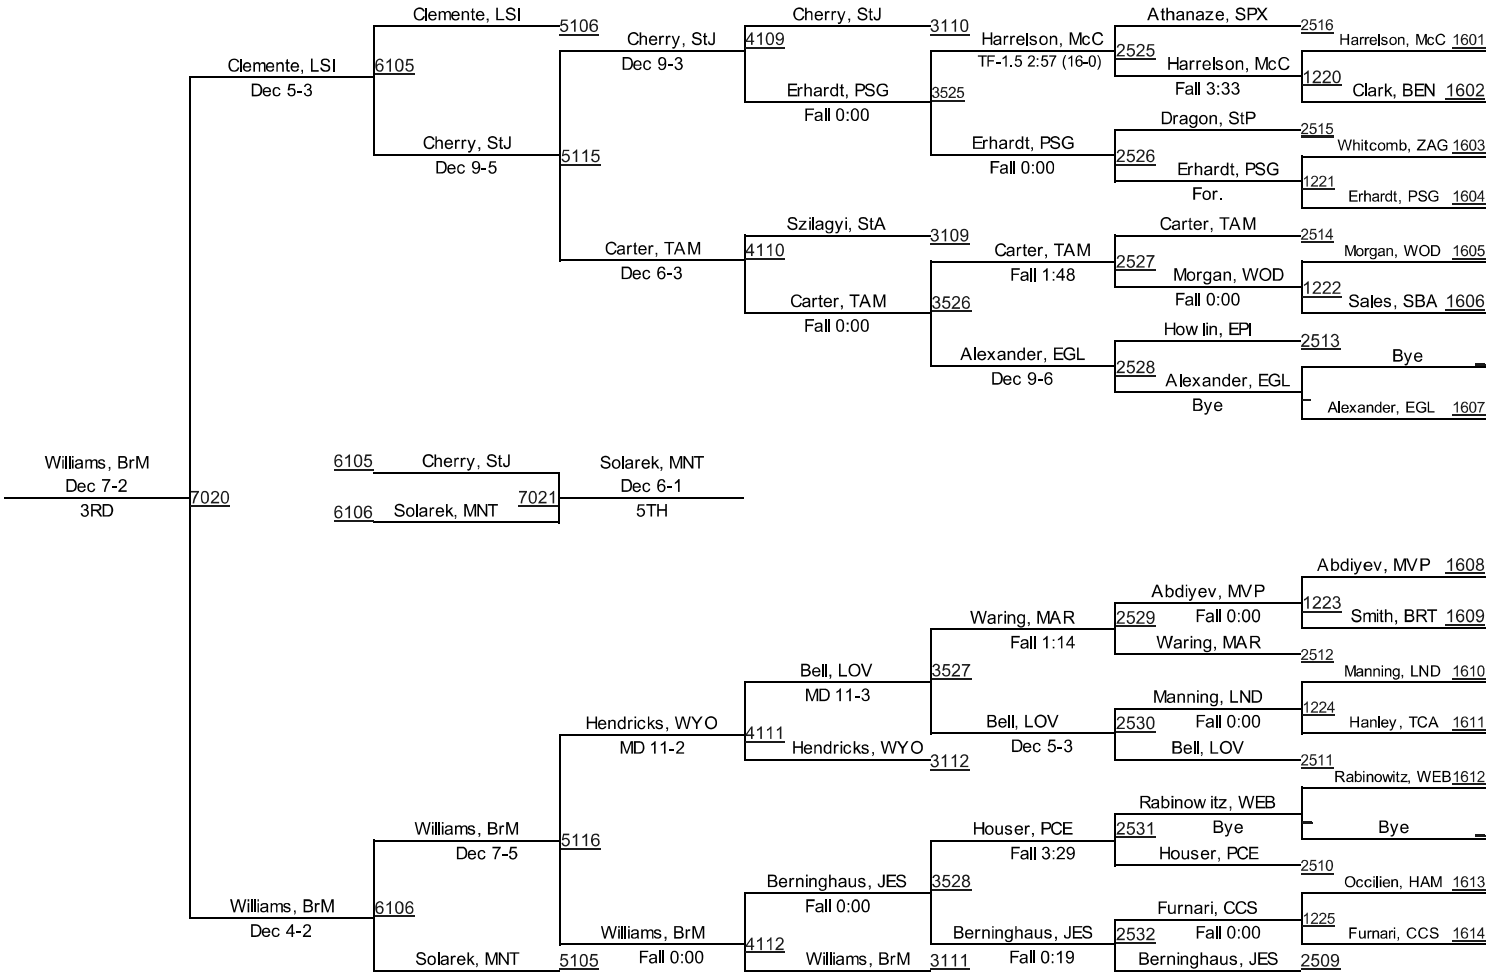 Clemente, LSI
5106
Cherry, StJ
3110
Athanaze, SPX
2516
Cherry, StJ
4109
Harrelson, McC
2525
Harrelson, McC 1601
Clemente, LSI
6105
Dec 9-3
TF-1.5 2:57 (16-0)
Harrelson, McC
1220
Dec 5-3
Erhardt, PSG
3525
Fall 3:33
Clark, BEN 1602
Fall 0:00
Dragon, StP
2515
Cherry, StJ
5115
Erhardt, PSG
2526
Whitcomb, ZAG 1603
Dec 9-5
Fall 0:00
Erhardt, PSG
1221
For.
Erhardt, PSG 1604
Szilagyi, StA
3109
Carter, TAM
2514
Carter, TAM
4110
Carter, TAM
2527
Morgan, WOD 1605
Dec 6-3
Fall 1:48
Morgan, WOD
1222
Carter, TAM
3526
Fall 0:00
Sales, SBA 1606
Fall 0:00
Howlin, EPI
2513
Alexander, EGL
2528
Bye
Dec 9-6
Alexander, EGL
Bye
Alexander, EGL 1607
Williams, BrM
6105
Cherry, StJ
Solarek, MNT
Dec 7-2
7020
7021
Dec 6-1
3RD
6106
Solarek, MNT
5TH
Abdiyev, MVP 1608
Abdiyev, MVP
1223
Waring, MAR
2529
Fall 0:00
Smith, BRT 1609
Fall 1:14
Waring, MAR
2512
Bell, LOV
3527
Manning, LND 1610
MD 11-3
Manning, LND
1224
Hendricks, WYO
4111
Bell, LOV
2530
Fall 0:00
Hanley, TCA 1611
MD 11-2
Hendricks, WYO
3112
Dec 5-3
Bell, LOV
2511
Rabinowitz, WEB 1612
Rabinowitz, WEB
Williams, BrM
5116
Houser, PCE
2531
Bye
Bye
Dec 7-5
Fall 3:29
Houser, PCE
2510
Berninghaus, JES
3528
Occilien, HAM 1613
Williams, BrM
6106
Fall 0:00
Furnari, CCS
1225
Dec 4-2
Williams, BrM
4112
Berninghaus, JES
2532
Fall 0:00
Furnari, CCS 1614
Solarek, MNT
5105
Fall 0:00
Williams, BrM
3111
Fall 0:19
Berninghaus, JES
2509